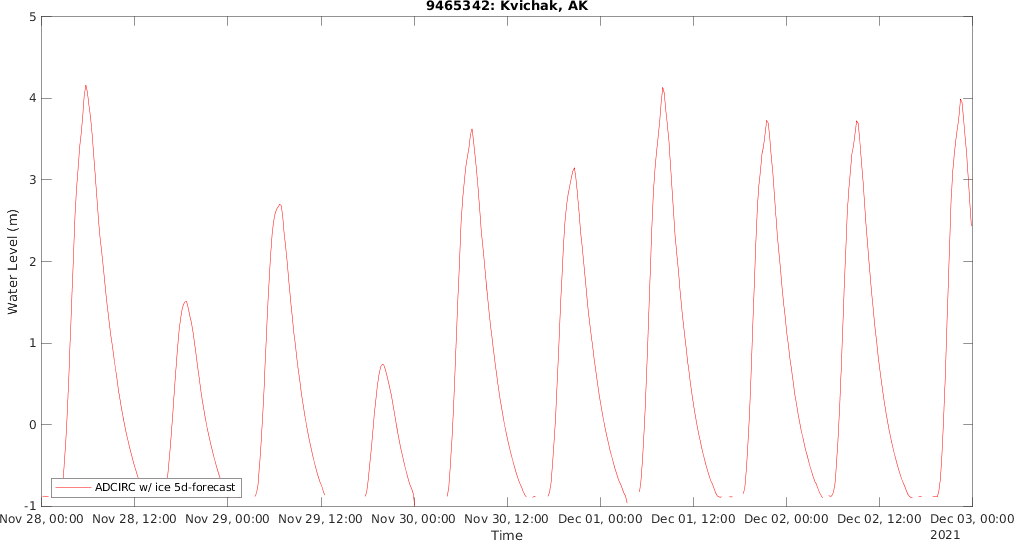 9465342: Kvichak, AK
5
4
3
2
1
0
-1
Water Level (m)
ADCIRC w/ ice 5d-forecast
Nov 28, 00:00 Nov 28, 12:00 Nov 29, 00:00 Nov 29, 12:00 Nov 30, 00:00 Nov 30, 12:00 Dec 01, 00:00 Dec 01, 12:00 Dec 02, 00:00 Dec 02, 12:00 Dec 03, 00:00
Time
2021